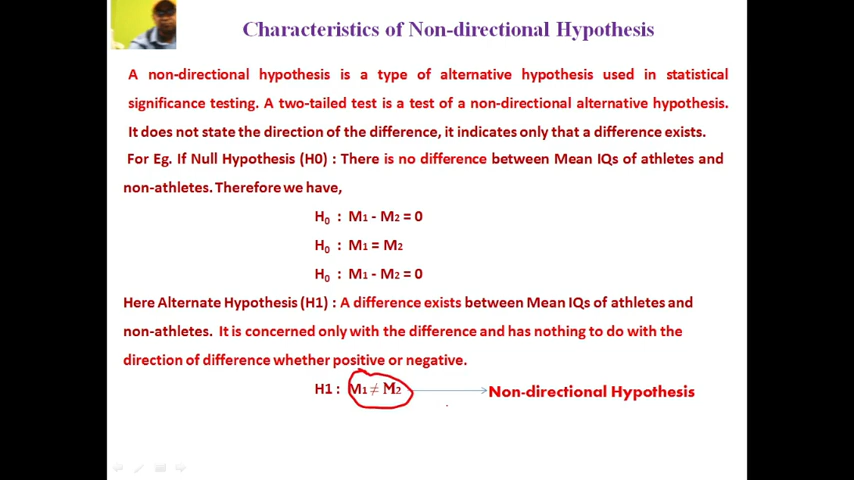 Characteristics of Non-directional Hypothesis
A non-directional hypothesis is a type of alternative hypothesis used in statistical
significance testing. A two-tailed test is a test of a non-directional alternative hypothesis.
It does not state the direction of the difference, it indicates only that a difference exists.
For Eg. If Null Hypothesis (H0) : There is no difference between Mean IQs of athletes and
non-athletes. Therefore we have,
H₀ : M1 - M2 = 0
H₀ : M1 = M2
H₀ : M1 - M2 = 0
Here Alternate Hypothesis (H1) : A difference exists between Mean IQs of athletes and
non-athletes. It is concerned only with the difference and has nothing to do with the
direction of difference whether positive or negative.
H1 : M1 ≠ M2 Non-directional Hypothesis